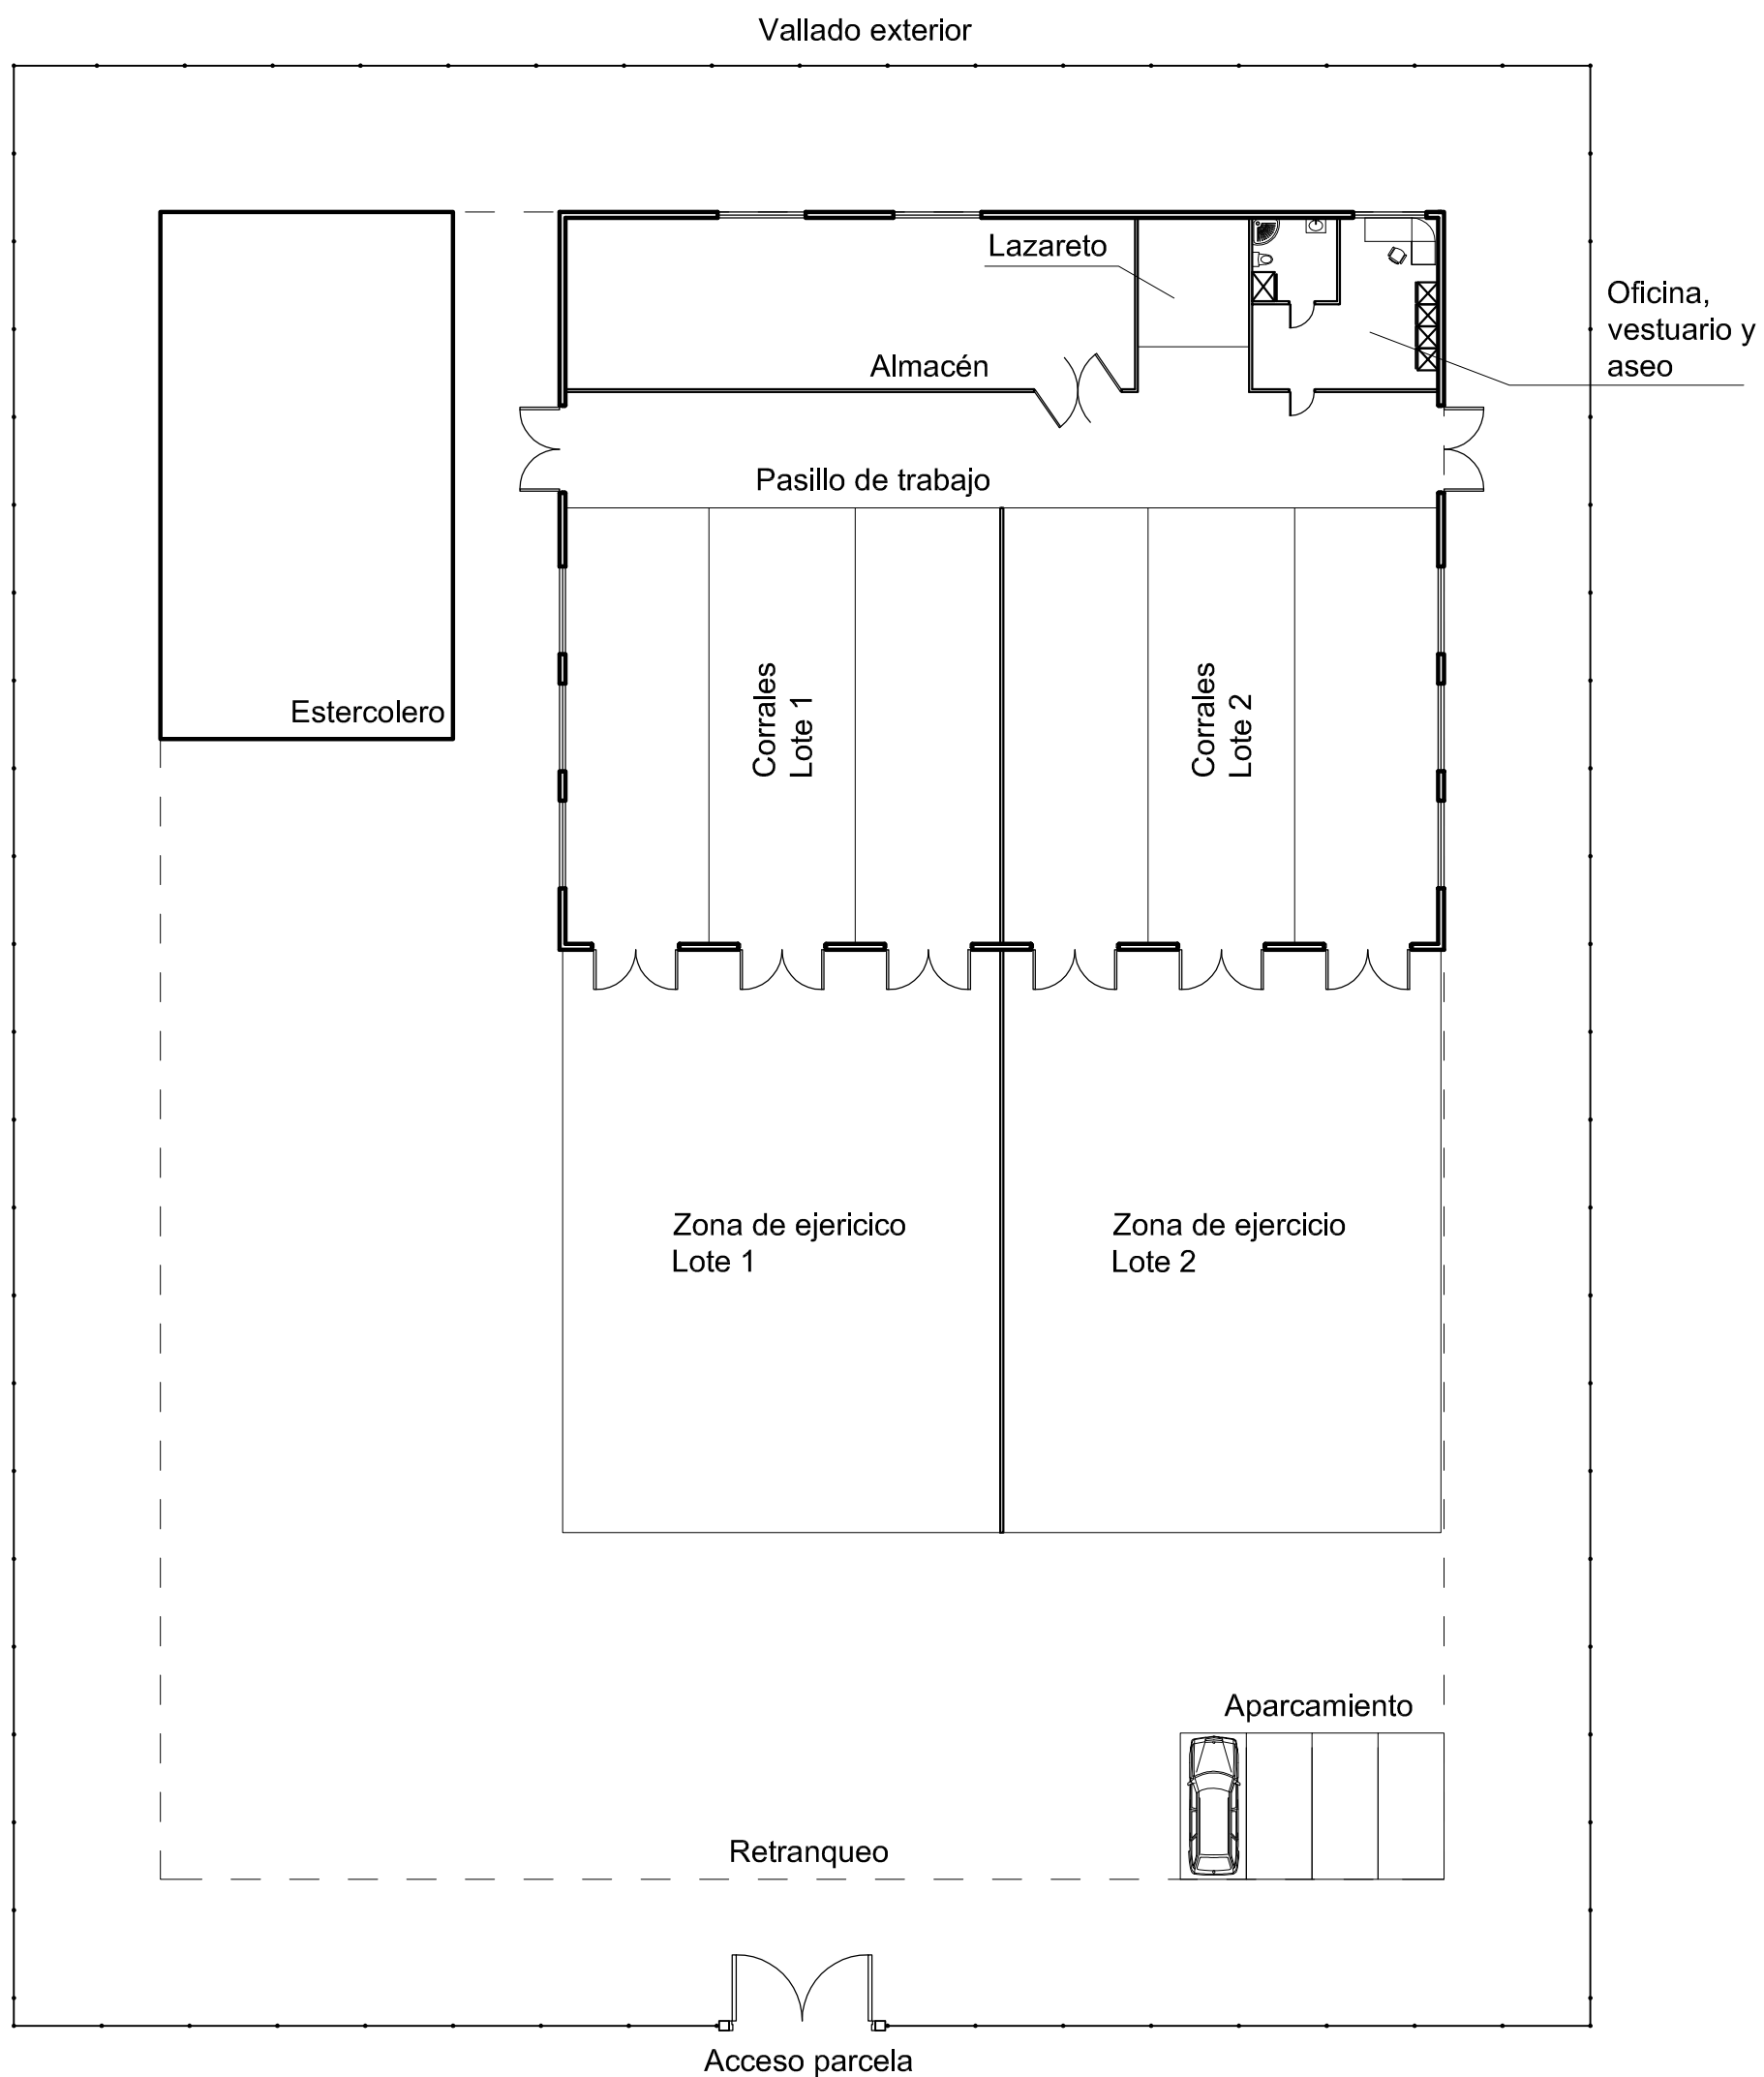 Vallado exterior
Lazareto
Oficina,
vestuario y
aseo
Almacén
Pasillo de trabajo
Estercolero
Corrales
Lote 1
Corrales
Lote 2
Zona de ejericico
Lote 1
Zona de ejercicio
Lote 2
Aparcamiento
Retranqueo
Acceso parcela